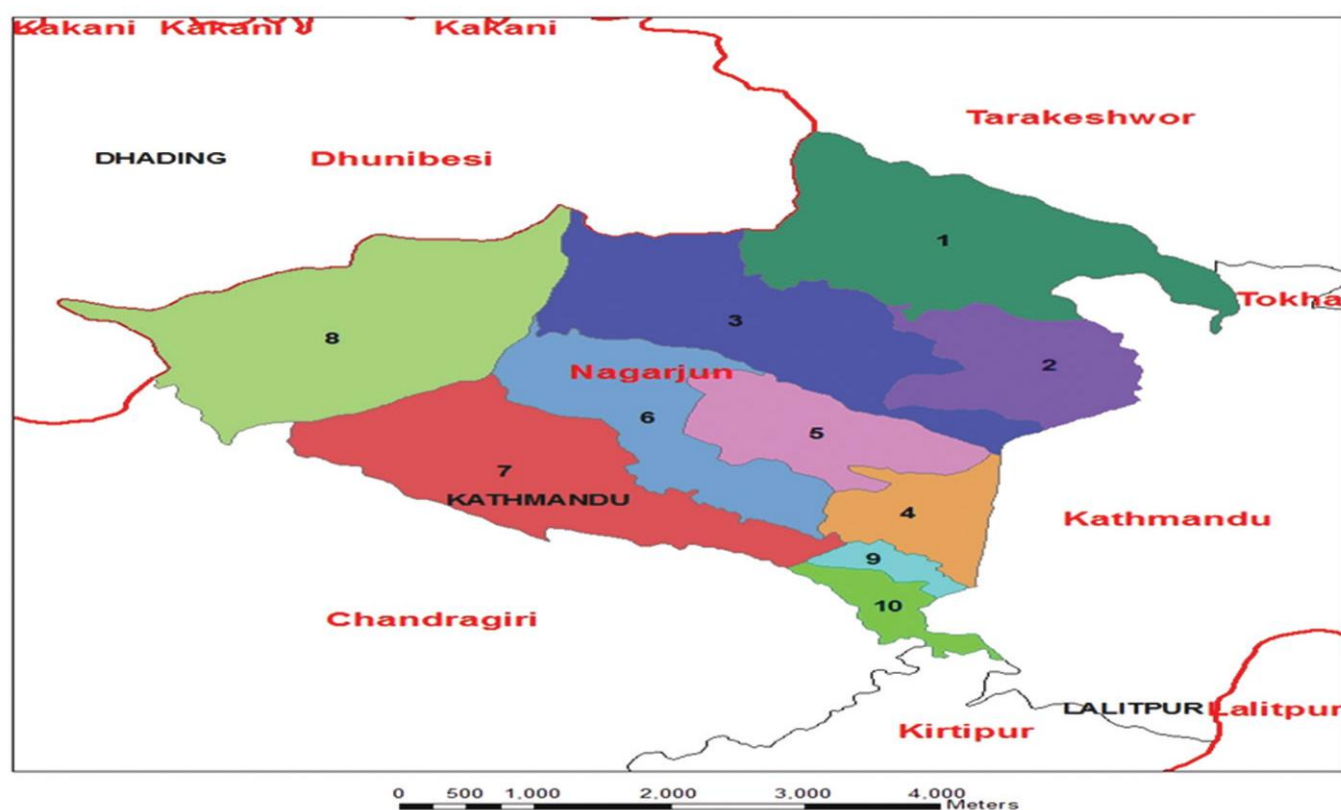 Kakani Kakani Kakani
Tarakeshwor
DHADING Dhunibesi
1
Tokha
3
8
2
Nagarjun
6
5
7
KATHMANDU
4
Kathmandu
9
10
Chandragiri
LALITPUR Lalitpur
Kirtipur
0 500 1,000 2,000 3,000 4,000
Meters